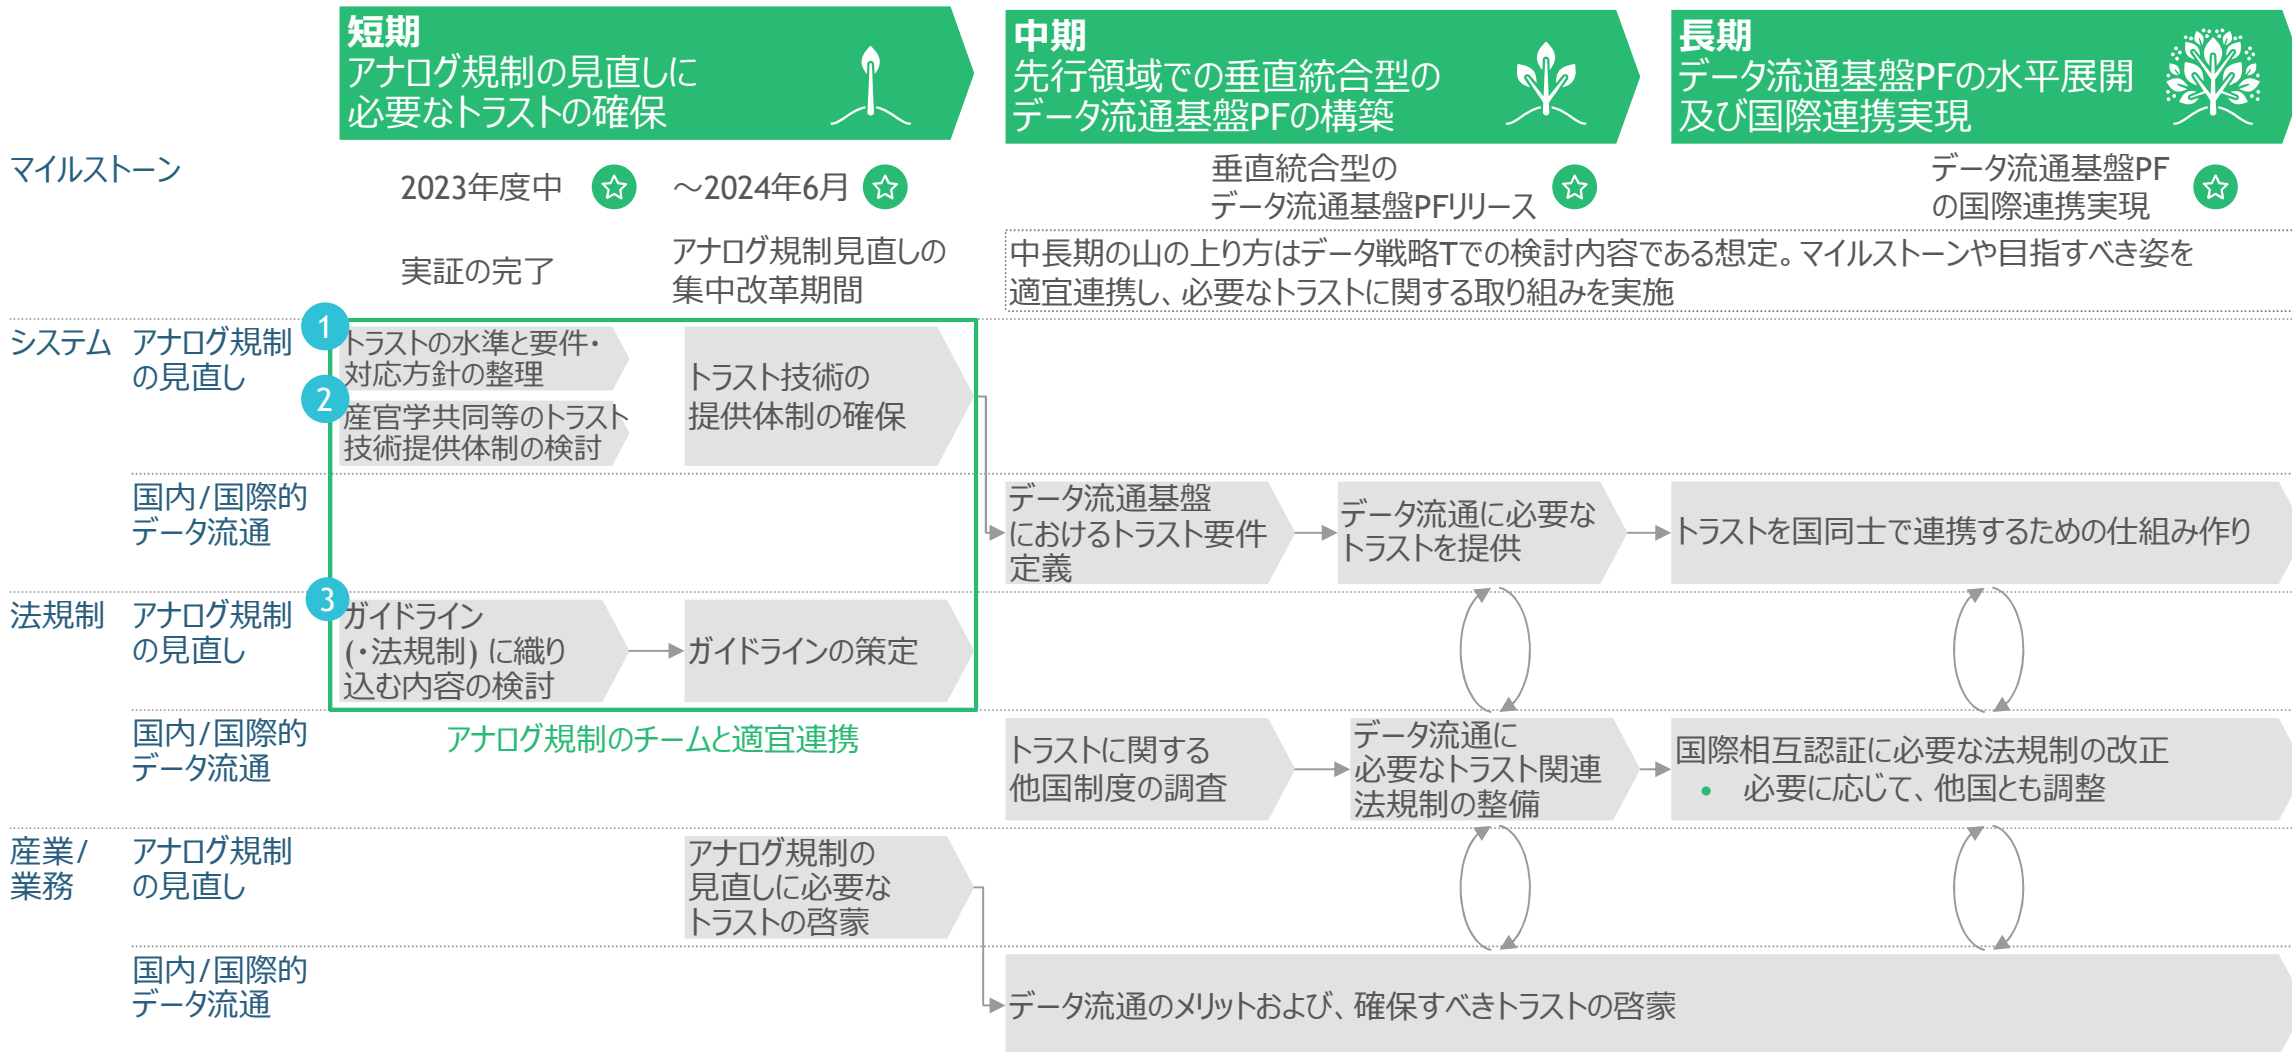 短期
アナログ規制の見直しに
必要なトラストの確保
中期
先行領域での垂直統合型の
データ流通基盤PFの構築
長期
データ流通基盤PFの水平展開
及び国際連携実現
マイルストーン
2023年度中
～2024年6月
垂直統合型の
データ流通基盤PFリリース
データ流通基盤PF
の国際連携実現
実証の完了
アナログ規制見直しの
集中改革期間
中長期の山の上り方はデータ戦略Tでの検討内容である想定。マイルストーンや目指すべき姿を
適宜連携し、必要なトラストに関する取り組みを実施
システム
アナログ規制
の見直し
1
トラストの水準と要件・
対応方針の整理
2
産官学共同等のトラスト
技術提供体制の検討
トラスト技術の
提供体制の確保
国内/国際的
データ流通
データ流通基盤
におけるトラスト要件
定義
データ流通に必要な
トラストを提供
トラストを国同士で連携するための仕組み作り
法規制
アナログ規制
の見直し
3
ガイドライン
(・法規制) に織り
込む内容の検討
ガイドラインの策定
国内/国際的
データ流通
アナログ規制のチームと適宜連携
トラストに関する
他国制度の調査
データ流通に
必要なトラスト関連
法規制の整備
国際相互認証に必要な法規制の改正
• 必要に応じて、他国とも調整
産業/
業務
アナログ規制
の見直し
アナログ規制の
見直しに必要な
トラストの啓蒙
国内/国際的
データ流通
データ流通のメリットおよび、確保すべきトラストの啓蒙